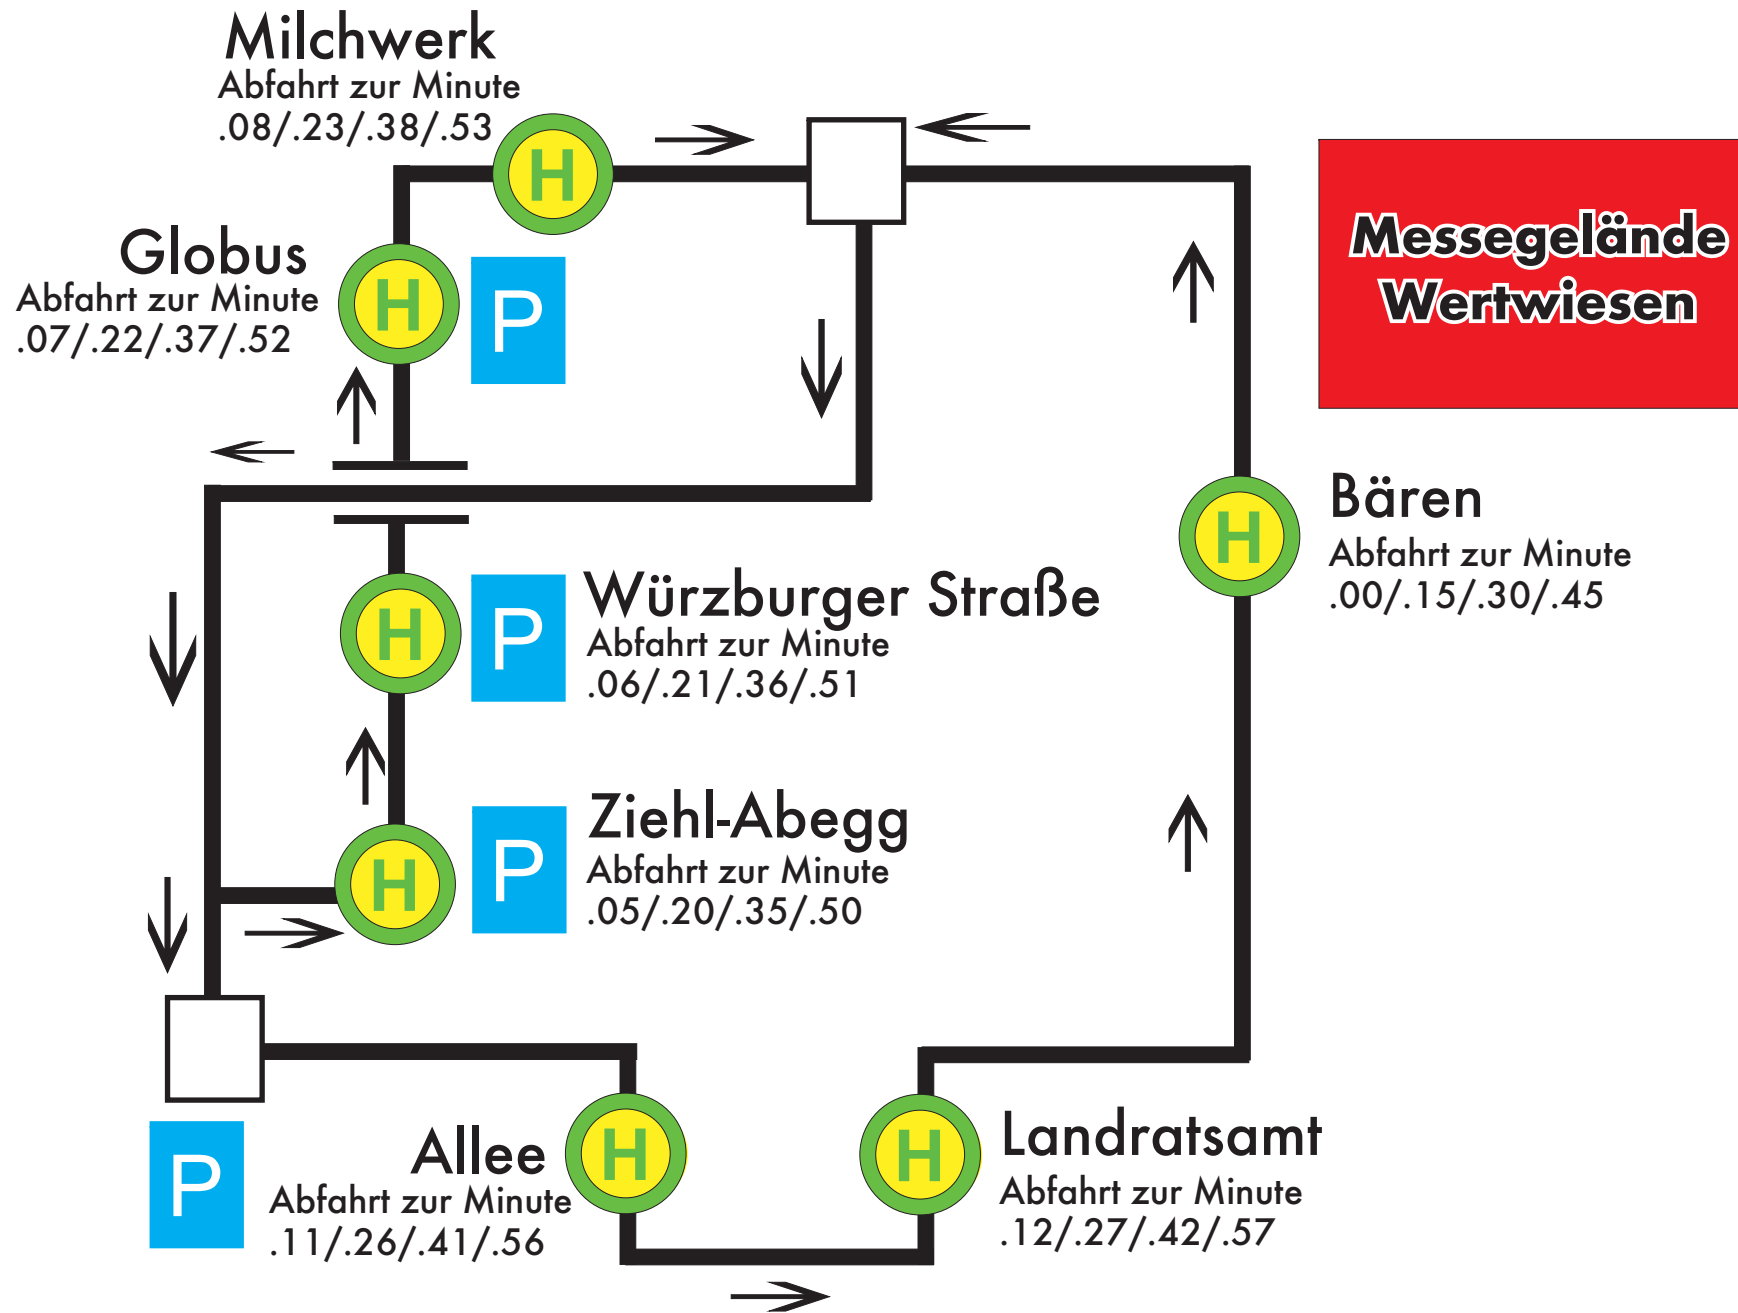 Milchwerk
Abfahrt zur Minute
.08/.23/.38/.53
H
Globus
Abfahrt zur Minute
.07/.22/.37/.52
H
P
Messegelände
Wertwiesen
Bären
Abfahrt zur Minute
.00/.15/.30/.45
H
Würzburger Straße
Abfahrt zur Minute
.06/.21/.36/.51
H
P
Ziehl-Abegg
Abfahrt zur Minute
.05/.20/.35/.50
H
P
P
Allee
Abfahrt zur Minute
.11/.26/.41/.56
H
H
Landratsamt
Abfahrt zur Minute
.12/.27/.42/.57